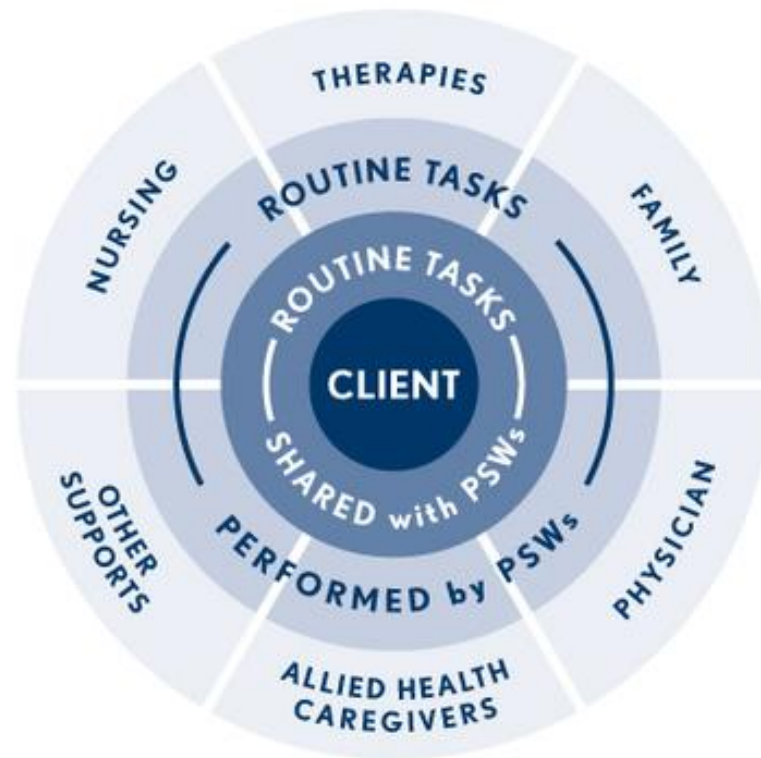 THERAPIES
NURSING
FAMILY
ROUTINE TASKS
PERFORMED by PSWs
ROUTINE TASKS
SHARED with PSWs
CLIENT
OTHER
SUPPORTS
PHYSICIAN
ALLIED HEALTH
CAREGIVERS